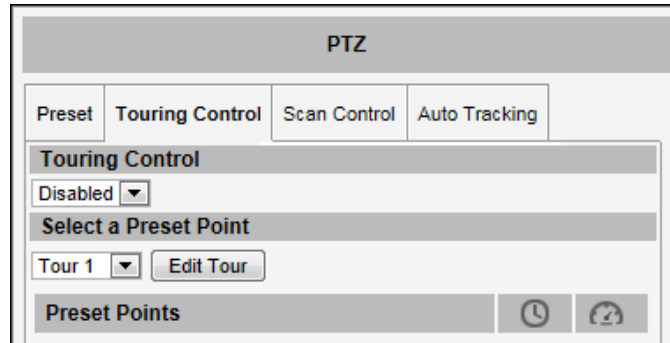 PTZ
Preset Touring Control Scan Control Auto Tracking
Touring Control
Disabled
Select a Preset Point
Tour 1 Edit Tour
Preset Points